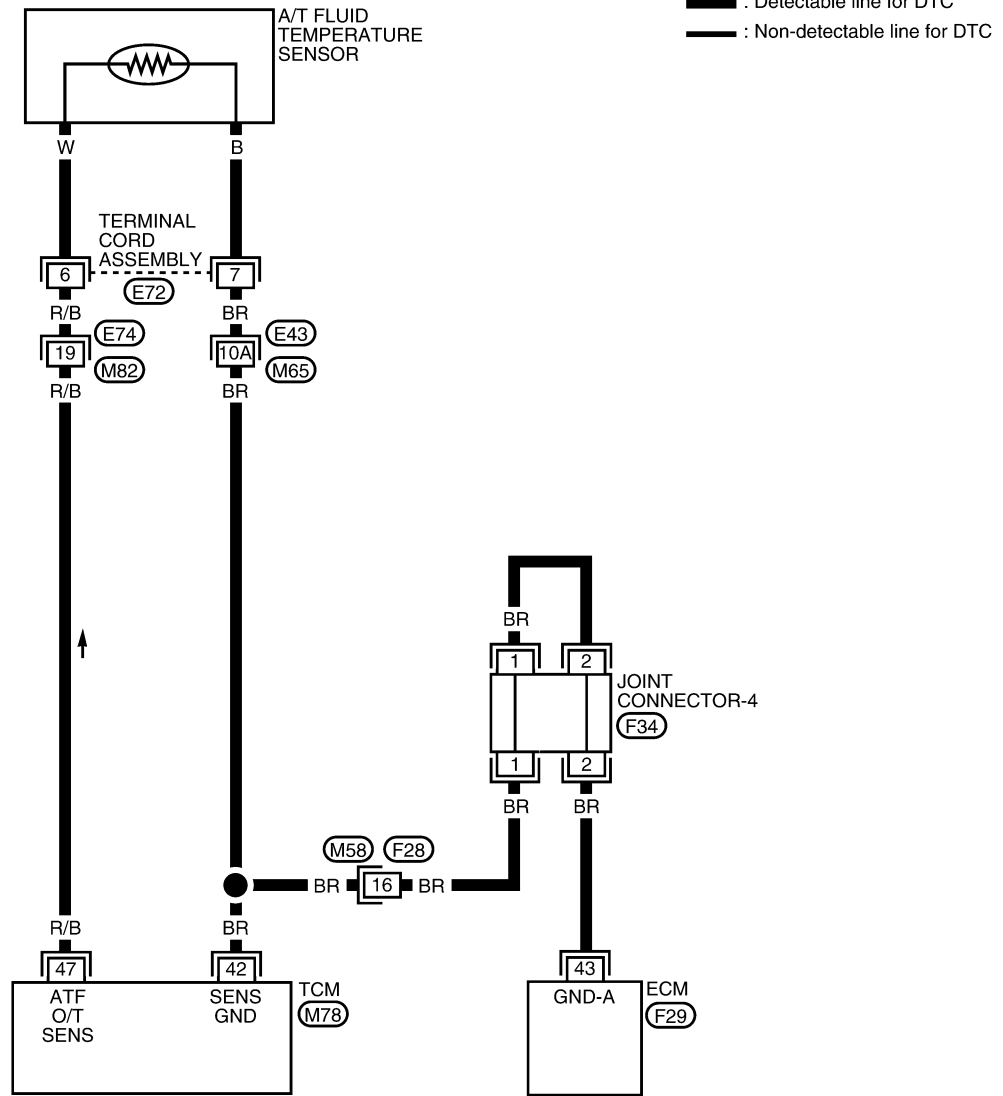 A/T FLUID
TEMPERATURE
SENSOR
: Detectable line for DTC
: Non-detectable line for DTC
W
B
TERMINAL
CORD
ASSEMBLY
6
7
E72
R/B
BR
E74
E43
19
10A
M82
M65
R/B
BR
BR
1
2
JOINT
CONNECTOR-4
F34
1
2
BR
BR
M58
F28
BR
16
BR
R/B
BR
47
42
43
ATF
O/T
SENS
SENS
GND
TCM
M78
GND-A
ECM
F29